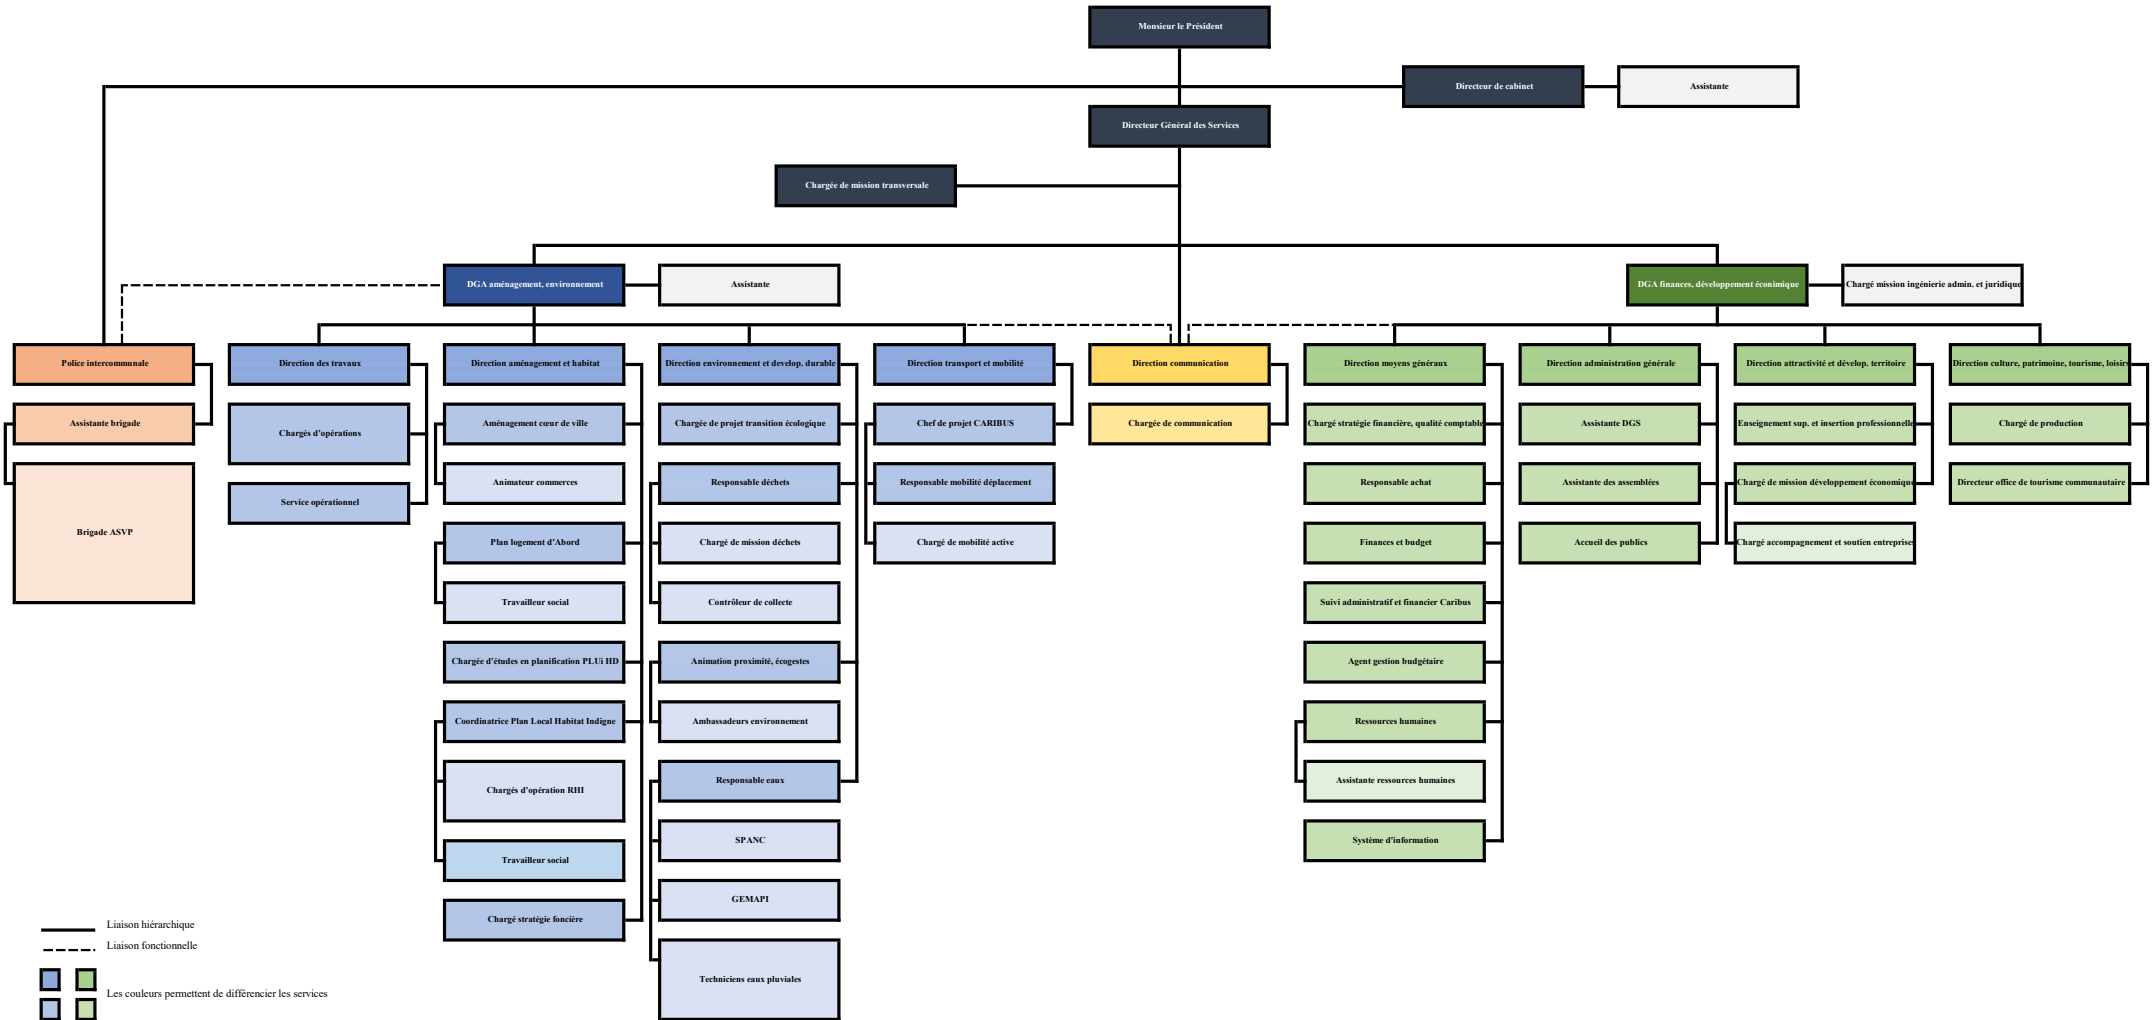 Monsieur le Président
Directeur de cabinet
Assistante
Directeur Général des Services
Chargée de mission transversale
DGA aménagement, environnement
Assistante
DGA finances, développement économique
Chargé mission ingénierie admin. et juridique
Police intercommunale
Direction des travaux
Direction aménagement et habitat
Direction environnement et develop. durable
Direction transport et mobilité
Direction communication
Direction moyens généraux
Direction administration générale
Direction attractivité et dévelop. territoire
Direction culture, patrimoine, tourisme, loisirs
Assistante brigade
Chargés d'opérations
Aménagement cœur de ville
Chargée de projet transition écologique
Chef de projet CARIBUS
Chargée de communication
Chargé stratégie financière, qualité comptable
Assistante DGS
Enseignement sup. et insertion professionnelle
Chargé de production
Brigade ASVP
Service opérationnel
Animateur commerces
Responsable déchets
Responsable mobilité déplacement
Responsable achat
Assistante des assemblées
Chargé de mission développement économique
Directeur office de tourisme communautaire
Plan logement d'Abord
Chargé de mission déchets
Chargé de mobilité active
Finances et budget
Accueil des publics
Chargé accompagnement et soutien entreprises
Travailleur social
Contrôleur de collecte
Suivi administratif et financier Caribus
Chargée d'études en planification PLUi HD
Animation proximité, écogestes
Agent gestion budgétaire
Coordinatrice Plan Local Habitat Indigne
Ambassadeurs environnement
Ressources humaines
Chargés d'opération RHI
Responsable eaux
Assistante ressources humaines
Travailleur social
SPANC
Système d'information
Chargé stratégie foncière
GEMAPI
Techniciens eaux pluviales
Liaison hiérarchique
Liaison fonctionnelle
Les couleurs permettent de différencier les services